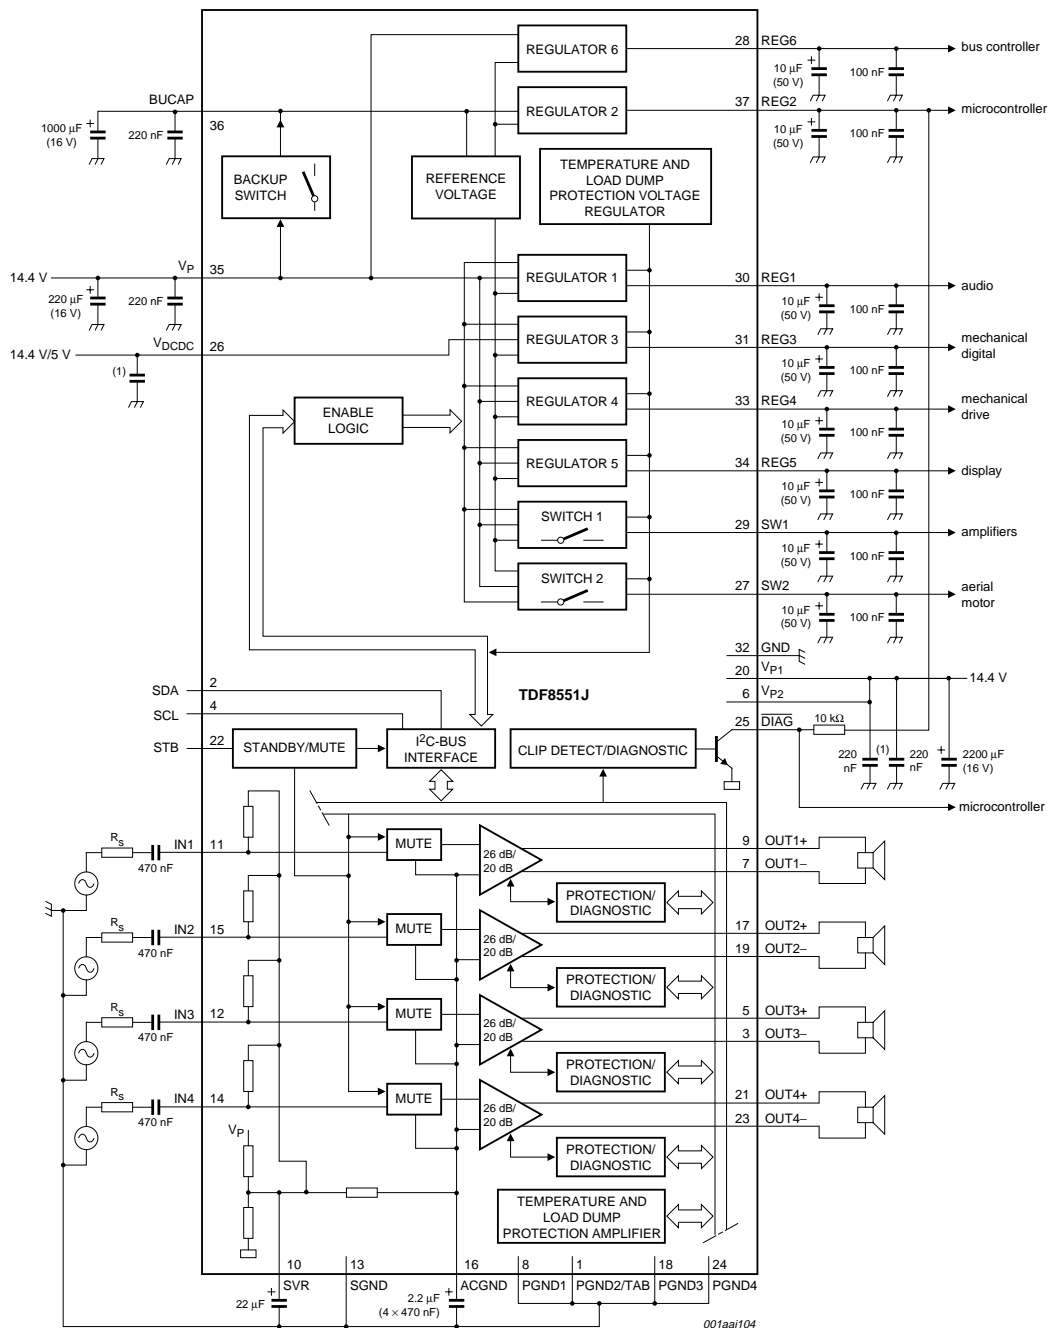 REGULATOR 6
28 REG6
bus controller
10 μF
(50 V)
+
100 nF
BUCAP
36
1000 μF
(16 V)
+
220 nF
REGULATOR 2
37 REG2
microcontroller
10 μF
(50 V)
+
100 nF
BACKUP
SWITCH
REFERENCE
VOLTAGE
TEMPERATURE AND
LOAD DUMP
PROTECTION VOLTAGE
REGULATOR
14.4 V
VP
35
220 μF
(16 V)
+
220 nF
REGULATOR 1
30 REG1
audio
10 μF
(50 V)
+
100 nF
14.4 V/5 V
VDCDC
26
(1)
REGULATOR 3
31 REG3
mechanical
digital
10 μF
(50 V)
+
100 nF
ENABLE
LOGIC
REGULATOR 4
33 REG4
mechanical
drive
10 μF
(50 V)
+
100 nF
REGULATOR 5
34 REG5
display
10 μF
(50 V)
+
100 nF
SWITCH 1
29 SW1
amplifiers
10 μF
(50 V)
+
100 nF
SWITCH 2
27 SW2
aerial
motor
10 μF
(50 V)
+
100 nF
32 GND
20 VP1
14.4 V
6 VP2
TDF8551J
SDA 2
SCL 4
STB 22
STANDBY/MUTE
I2C-BUS
INTERFACE
CLIP DETECT/DIAGNOSTIC
25 DIAG
10 kΩ
220
nF
(1)
220
nF
+
2200 μF
(16 V)
microcontroller
RS
470 nF
IN1 11
MUTE
26 dB/
20 dB
9 OUT1+
7 OUT1−
PROTECTION/
DIAGNOSTIC
RS
470 nF
IN2 15
MUTE
26 dB/
20 dB
17 OUT2+
19 OUT2−
PROTECTION/
DIAGNOSTIC
RS
470 nF
IN3 12
MUTE
26 dB/
20 dB
5 OUT3+
3 OUT3−
PROTECTION/
DIAGNOSTIC
RS
470 nF
IN4 14
MUTE
26 dB/
20 dB
21 OUT4+
23 OUT4−
PROTECTION/
DIAGNOSTIC
VP
TEMPERATURE AND
LOAD DUMP
PROTECTION AMPLIFIER
10 13 16 8 1 18 24
SVR SGND ACGND PGND1 PGND2/TAB PGND3 PGND4
22 μF
+
2.2 μF
(4 × 470 nF)
+
001aai104